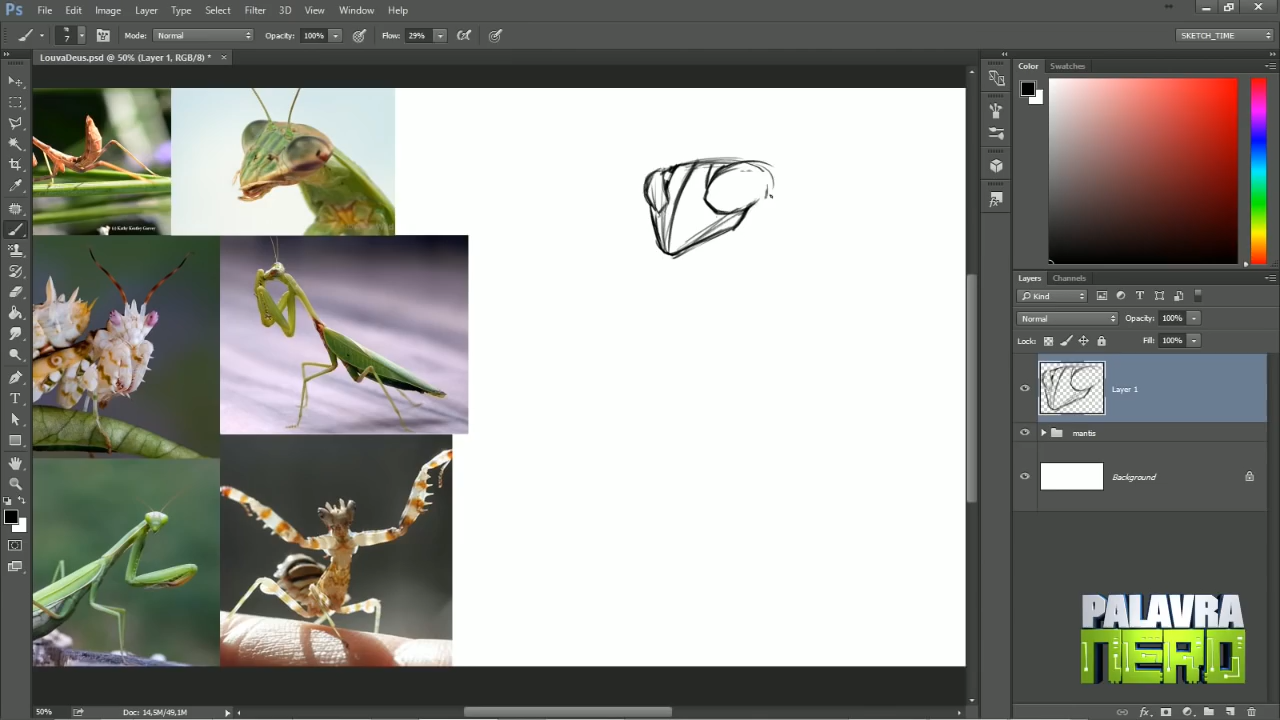 Ps File Edit Image Layer Type Select Filter 3D View Window Help
7 Mode: Normal Opacity: 100% Flow: 29% SKETCH_TIME
LouvaDeus.psd @ 50% (Layer 1, RGB/8) * ×
Color Swatches
Layers Channels
Kind
Normal Opacity: 100%
Lock: Fill: 100%
Layer 1
mantis
Background
PALAVRA
NERD
50% Doc: 14,5M/49,1M